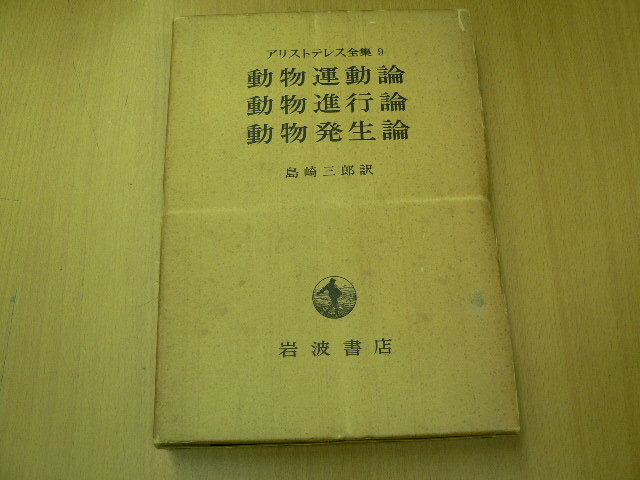 アリストテレス全集 9
動物運動論
動物進行論
動物発生論
島崎三郎訳
岩波書店